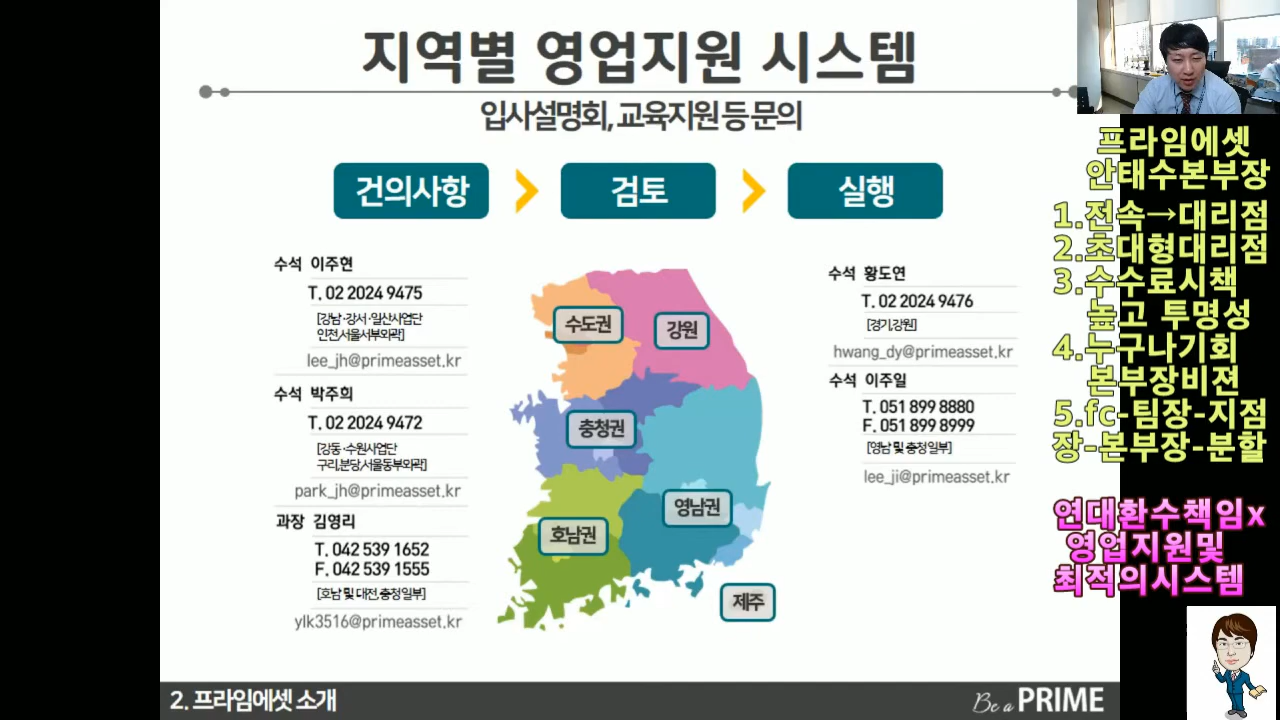 지역별 영업지원 시스템
입사설명회, 교육지원 등 문의
건의사항
검토
실행
수석 이주현
T. 02 2024 9475
[강남·강서·일산사업단
인천,서울서부외곽]
lee_jh@primeasset.kr
수석 박주희
T. 02 2024 9472
[강동·수원사업단
구리,분당,서울동부외곽]
park_jh@primeasset.kr
과장 김영리
T. 042 539 1652
F. 042 539 1555
[호남 및 대전,충청일부]
ylk3516@primeasset.kr
수도권
강원
충청권
영남권
호남권
제주
수석 황도연
T. 02 2024 9476
[경기,강원]
hwang_dy@primeasset.kr
수석 이주일
T. 051 899 8880
F. 051 899 8999
[영남 및 충청일부]
lee_ji@primeasset.kr
프라임에셋
안태수본부장
1.전속→대리점
2.초대형대리점
3.수수료시책
높고 투명성
4.누구나기회
본부장비젼
5.fc-팀장-지점
장-본부장-분할
연대환수책임x
영업지원및
최적의시스템
2. 프라임에셋 소개
Be a PRIME